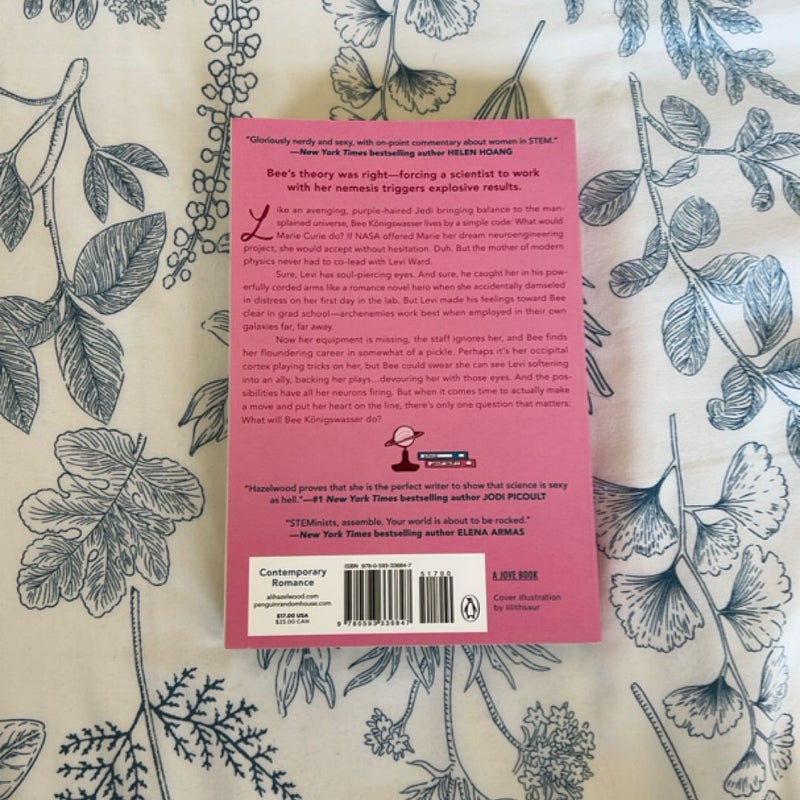 "Gloriously nerdy and sexy, with on-point commentary about women in STEM."
—New York Times bestselling author HELEN HOANG
Bee's theory was right—forcing a scientist to work
with her nemesis triggers explosive results.
Like an avenging, purple-haired Jedi bringing balance to the man-
splained universe, Bee Königswasser lives by a simple code: What would
Marie Curie do? If NASA offered Marie her dream neuroengineering
project, she would accept without hesitation. Duh. But the mother of modern
physics never had to co-lead with Levi Ward.
Sure, Levi has soul-piercing eyes. And sure, he caught her in his pow-
erfully corded arms like a romance novel hero when she accidentally damseled
in distress on her first day in the lab. But Levi made his feelings toward Bee
clear in grad school—archenemies work best when employed in their own
galaxies far, far away.
Now her equipment is missing, the staff ignores her, and Bee finds
her floundering career in somewhat of a pickle. Perhaps it's her occipital
cortex playing tricks on her, but Bee could swear she can see Levi softening
into an ally, backing her plays...devouring her with those eyes. And the pos-
sibilities have all her neurons firing. But when it comes time to actually make
a move and put her heart on the line, there's only one question that matters:
What will Bee Königswasser do?
"Hazelwood proves that she is the perfect writer to show that science is sexy
as hell."—#1 New York Times bestselling author JODI PICOULT
"STEMinists, assemble. Your world is about to be rocked."
—New York Times bestselling author ELENA ARMAS
Contemporary
Romance
alihazelwood.com
penguinrandomhouse.com
$17.00 USA
$23.00 CAN
ISBN 978-0-593-33684-7
51700
9 780593 336847
A JOVE BOOK
Cover illustration
by lilithsaur